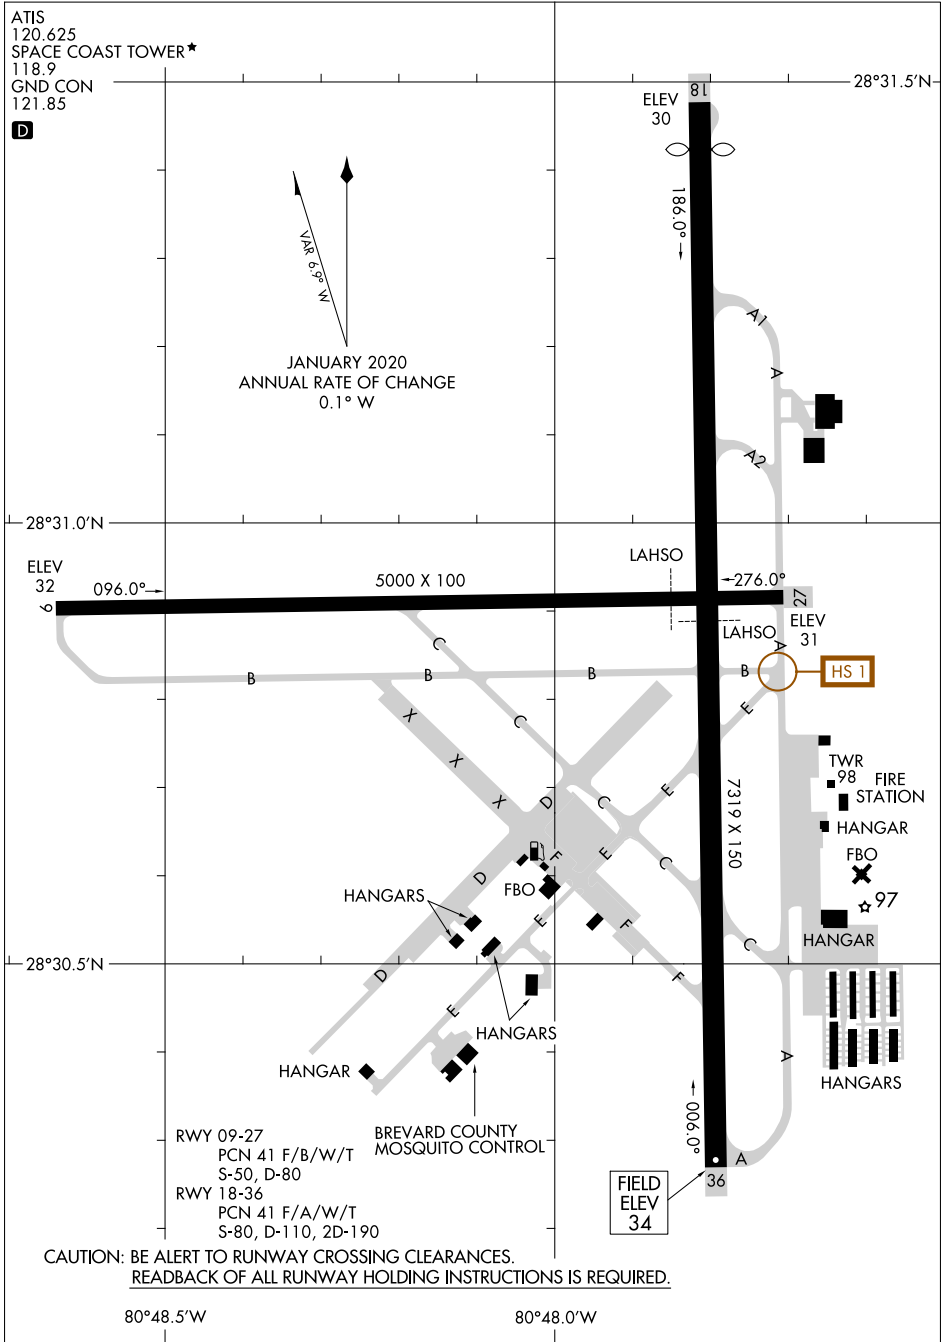 ATIS
120.625
SPACE COAST TOWER★
118.9
GND CON
121.85
D
28°31.5'N
18
ELEV
30
186.0°
VAR 6.9° W
JANUARY 2020
ANNUAL RATE OF CHANGE
0.1° W
A1
A
A2
28°31.0'N
LAHSO
ELEV
32
9
096.0°
5000 X 100
276.0°
27
ELEV
31
LAHSO
A
C
B
B
B
B
HS 1
X
C
E
X
TWR
98
FIRE
STATION
7319 X 150
X
D
C
E
HANGAR
F
E
C
FBO
D
FBO
97
HANGARS
E
F
C
HANGAR
28°30.5'N
D
F
E
HANGARS
A
HANGAR
HANGARS
006.0°
BREVARD COUNTY
MOSQUITO CONTROL
A
36
RWY 09-27
PCN 41 F/B/W/T
S-50, D-80
RWY 18-36
PCN 41 F/A/W/T
S-80, D-110, 2D-190
FIELD
ELEV
34
CAUTION: BE ALERT TO RUNWAY CROSSING CLEARANCES.
READBACK OF ALL RUNWAY HOLDING INSTRUCTIONS IS REQUIRED.
80°48.5'W
80°48.0'W